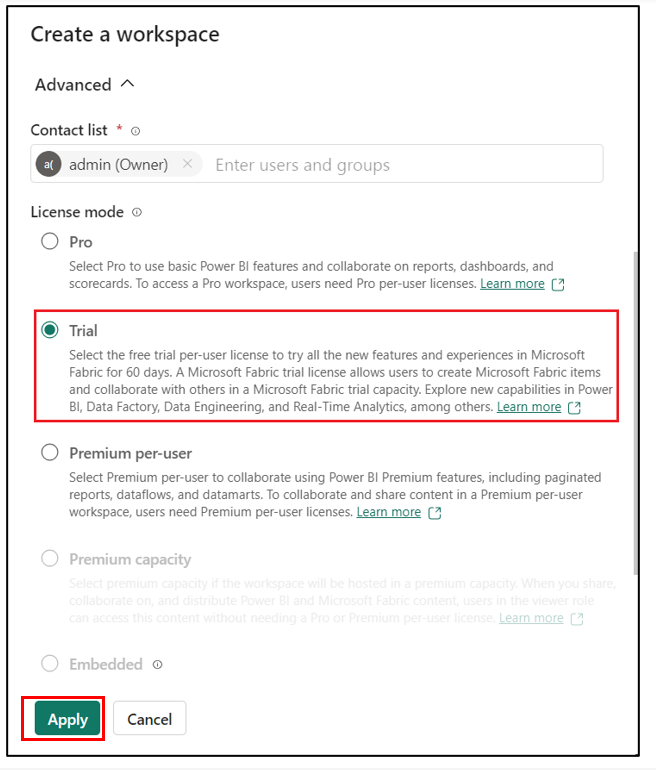 Create a workspace
Advanced
Contact list * 
a( admin (Owner) × Enter users and groups
License mode
Pro
Select Pro to use basic Power BI features and collaborate on reports, dashboards, and
scorecards. To access a Pro workspace, users need Pro per-user licenses. Learn more
Trial
Select the free trial per-user license to try all the new features and experiences in Microsoft
Fabric for 60 days. A Microsoft Fabric trial license allows users to create Microsoft Fabric items
and collaborate with others in a Microsoft Fabric trial capacity. Explore new capabilities in Power
BI, Data Factory, Data Engineering, and Real-Time Analytics, among others. Learn more
Premium per-user
Select Premium per-user to collaborate using Power BI Premium features, including paginated
reports, dataflows, and datamarts. To collaborate and share content in a Premium per-user
workspace, users need Premium per-user licenses. Learn more
Premium capacity
Select premium capacity if the workspace will be hosted in a premium capacity. When you share,
collaborate on, and distribute Power BI and Microsoft Fabric content, users in the viewer role
can access this content without needing a Pro or Premium per-user license. Learn more
Embedded
Apply Cancel